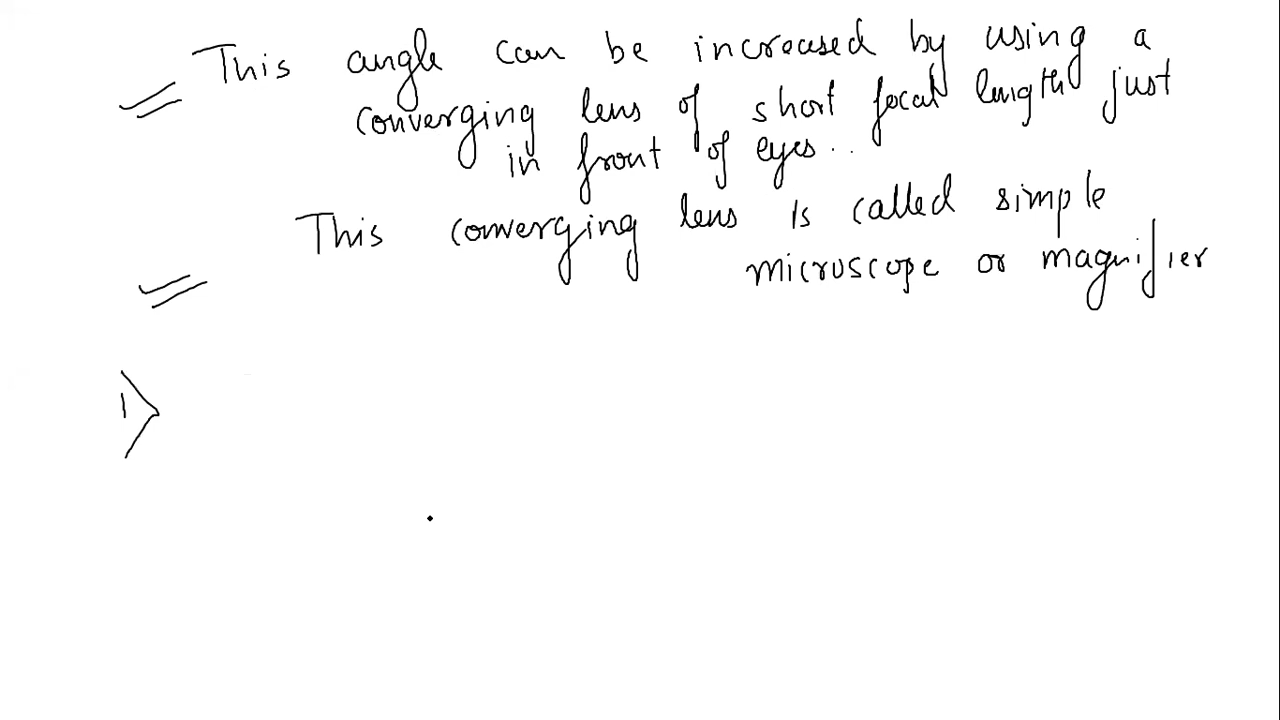 This angle can be increased by using a
converging lens of short focal length just
in front of eyes..
This converging lens is called simple
microscope or magnifier
1>